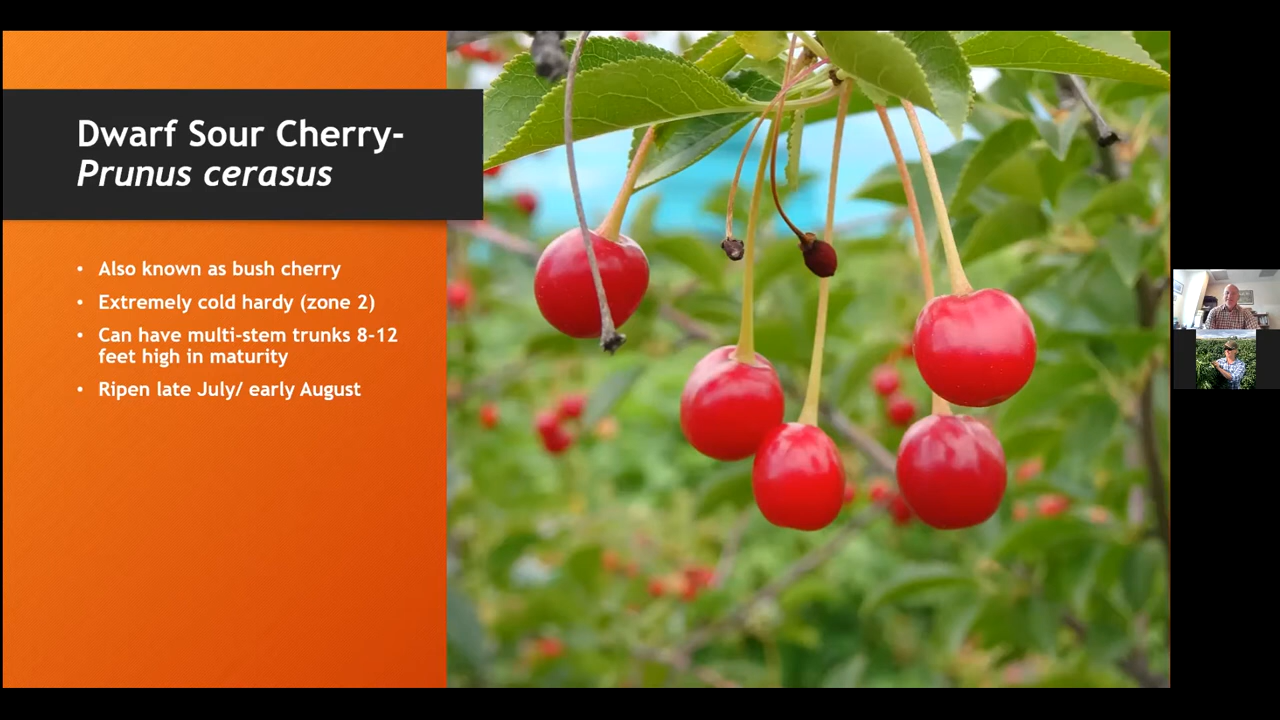 Dwarf Sour Cherry-
Prunus cerasus
• Also known as bush cherry
• Extremely cold hardy (zone 2)
• Can have multi-stem trunks 8-12
feet high in maturity
• Ripen late July/ early August